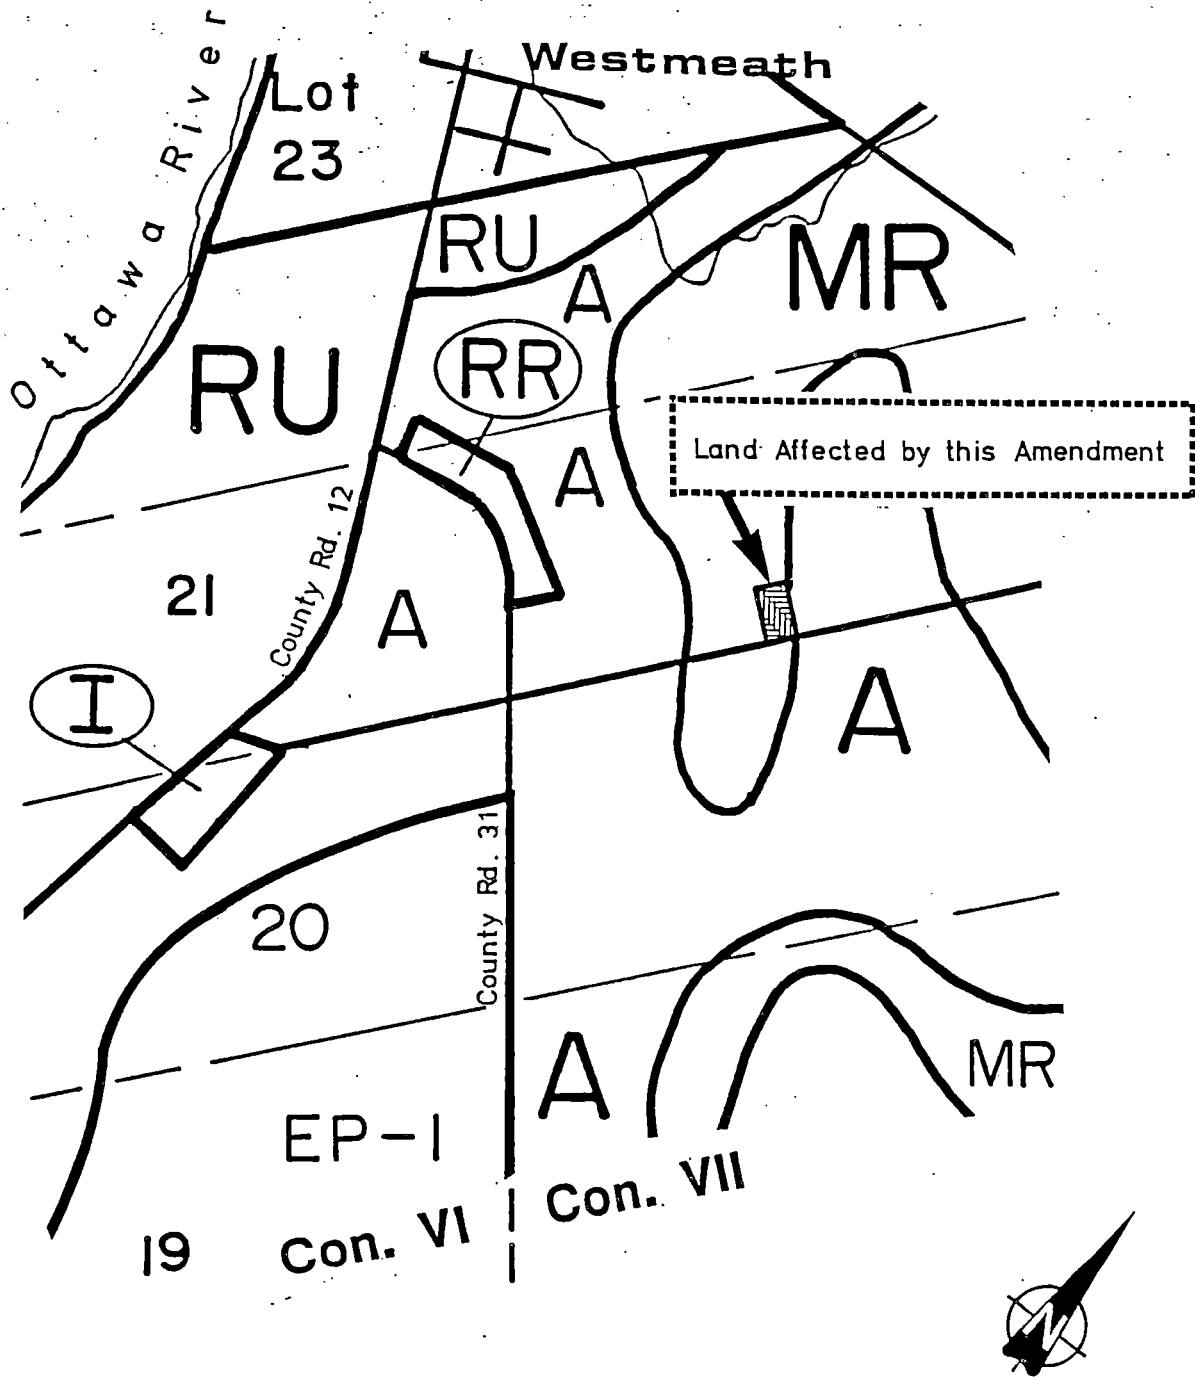 Westmeath
Ottawa River
Lot
23
RU
A
MR
RR
RU
Land Affected by this Amendment
A
County Rd. 12
21
A
I
A
County Rd. 31
20
A
MR
EP-1
Con. VII
Con. VI
19
N